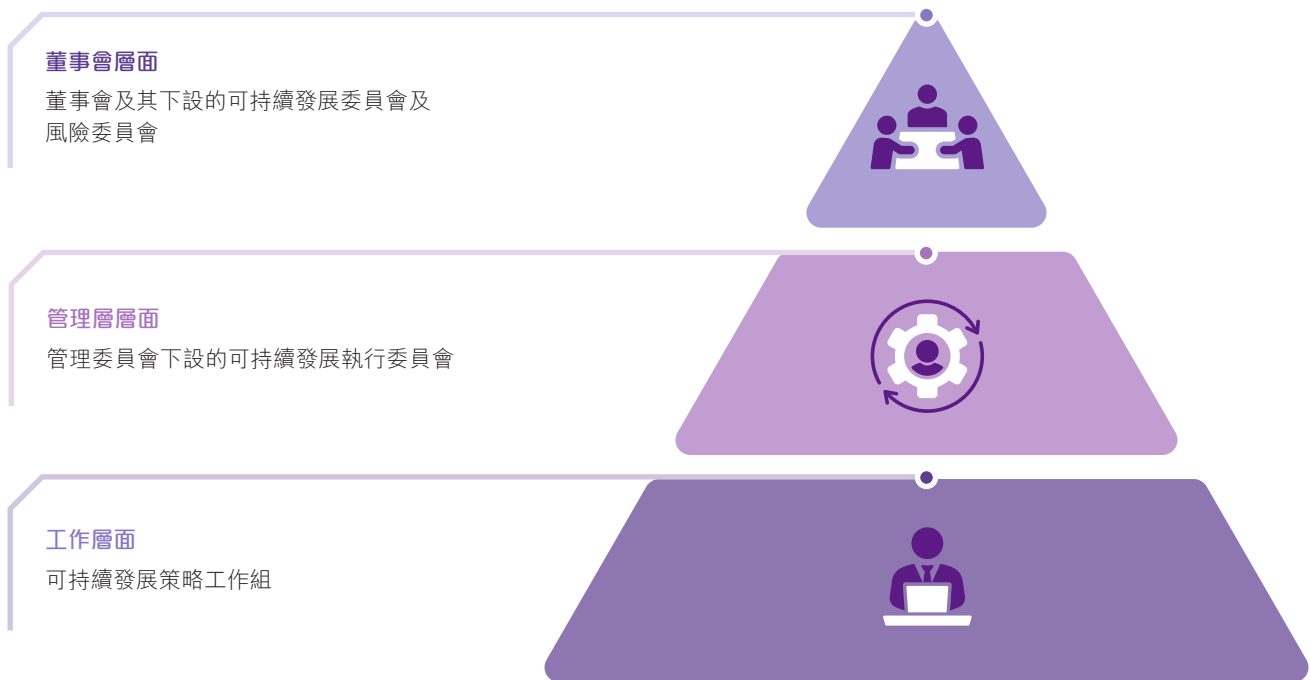 董事會層面
董事會及其下設的可持續發展委員會及
風險委員會
管理層層面
管理委員會下設的可持續發展執行委員會
工作層面
可持續發展策略工作組